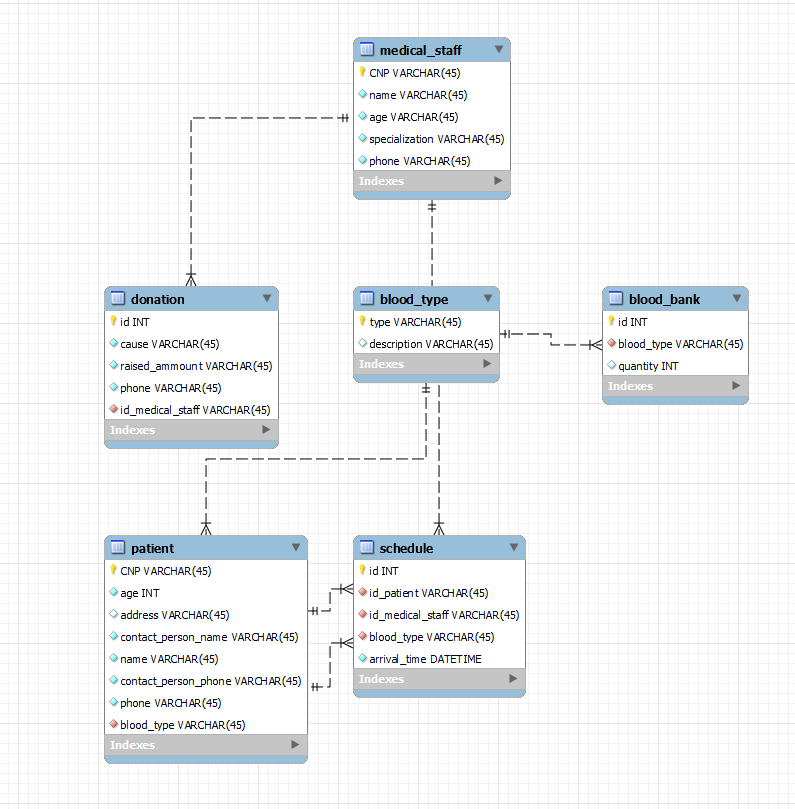 medical_staff
CNP VARCHAR(45)
name VARCHAR(45)
age VARCHAR(45)
specialization VARCHAR(45)
phone VARCHAR(45)
Indexes
donation
id INT
cause VARCHAR(45)
raised_ammount VARCHAR(45)
phone VARCHAR(45)
id_medical_staff VARCHAR(45)
Indexes
blood_type
type VARCHAR(45)
description VARCHAR(45)
Indexes
blood_bank
id INT
blood_type VARCHAR(45)
quantity INT
Indexes
patient
CNP VARCHAR(45)
age INT
address VARCHAR(45)
contact_person_name VARCHAR(45)
name VARCHAR(45)
contact_person_phone VARCHAR(45)
phone VARCHAR(45)
blood_type VARCHAR(45)
Indexes
schedule
id INT
id_patient VARCHAR(45)
id_medical_staff VARCHAR(45)
blood_type VARCHAR(45)
arrival_time DATETIME
Indexes